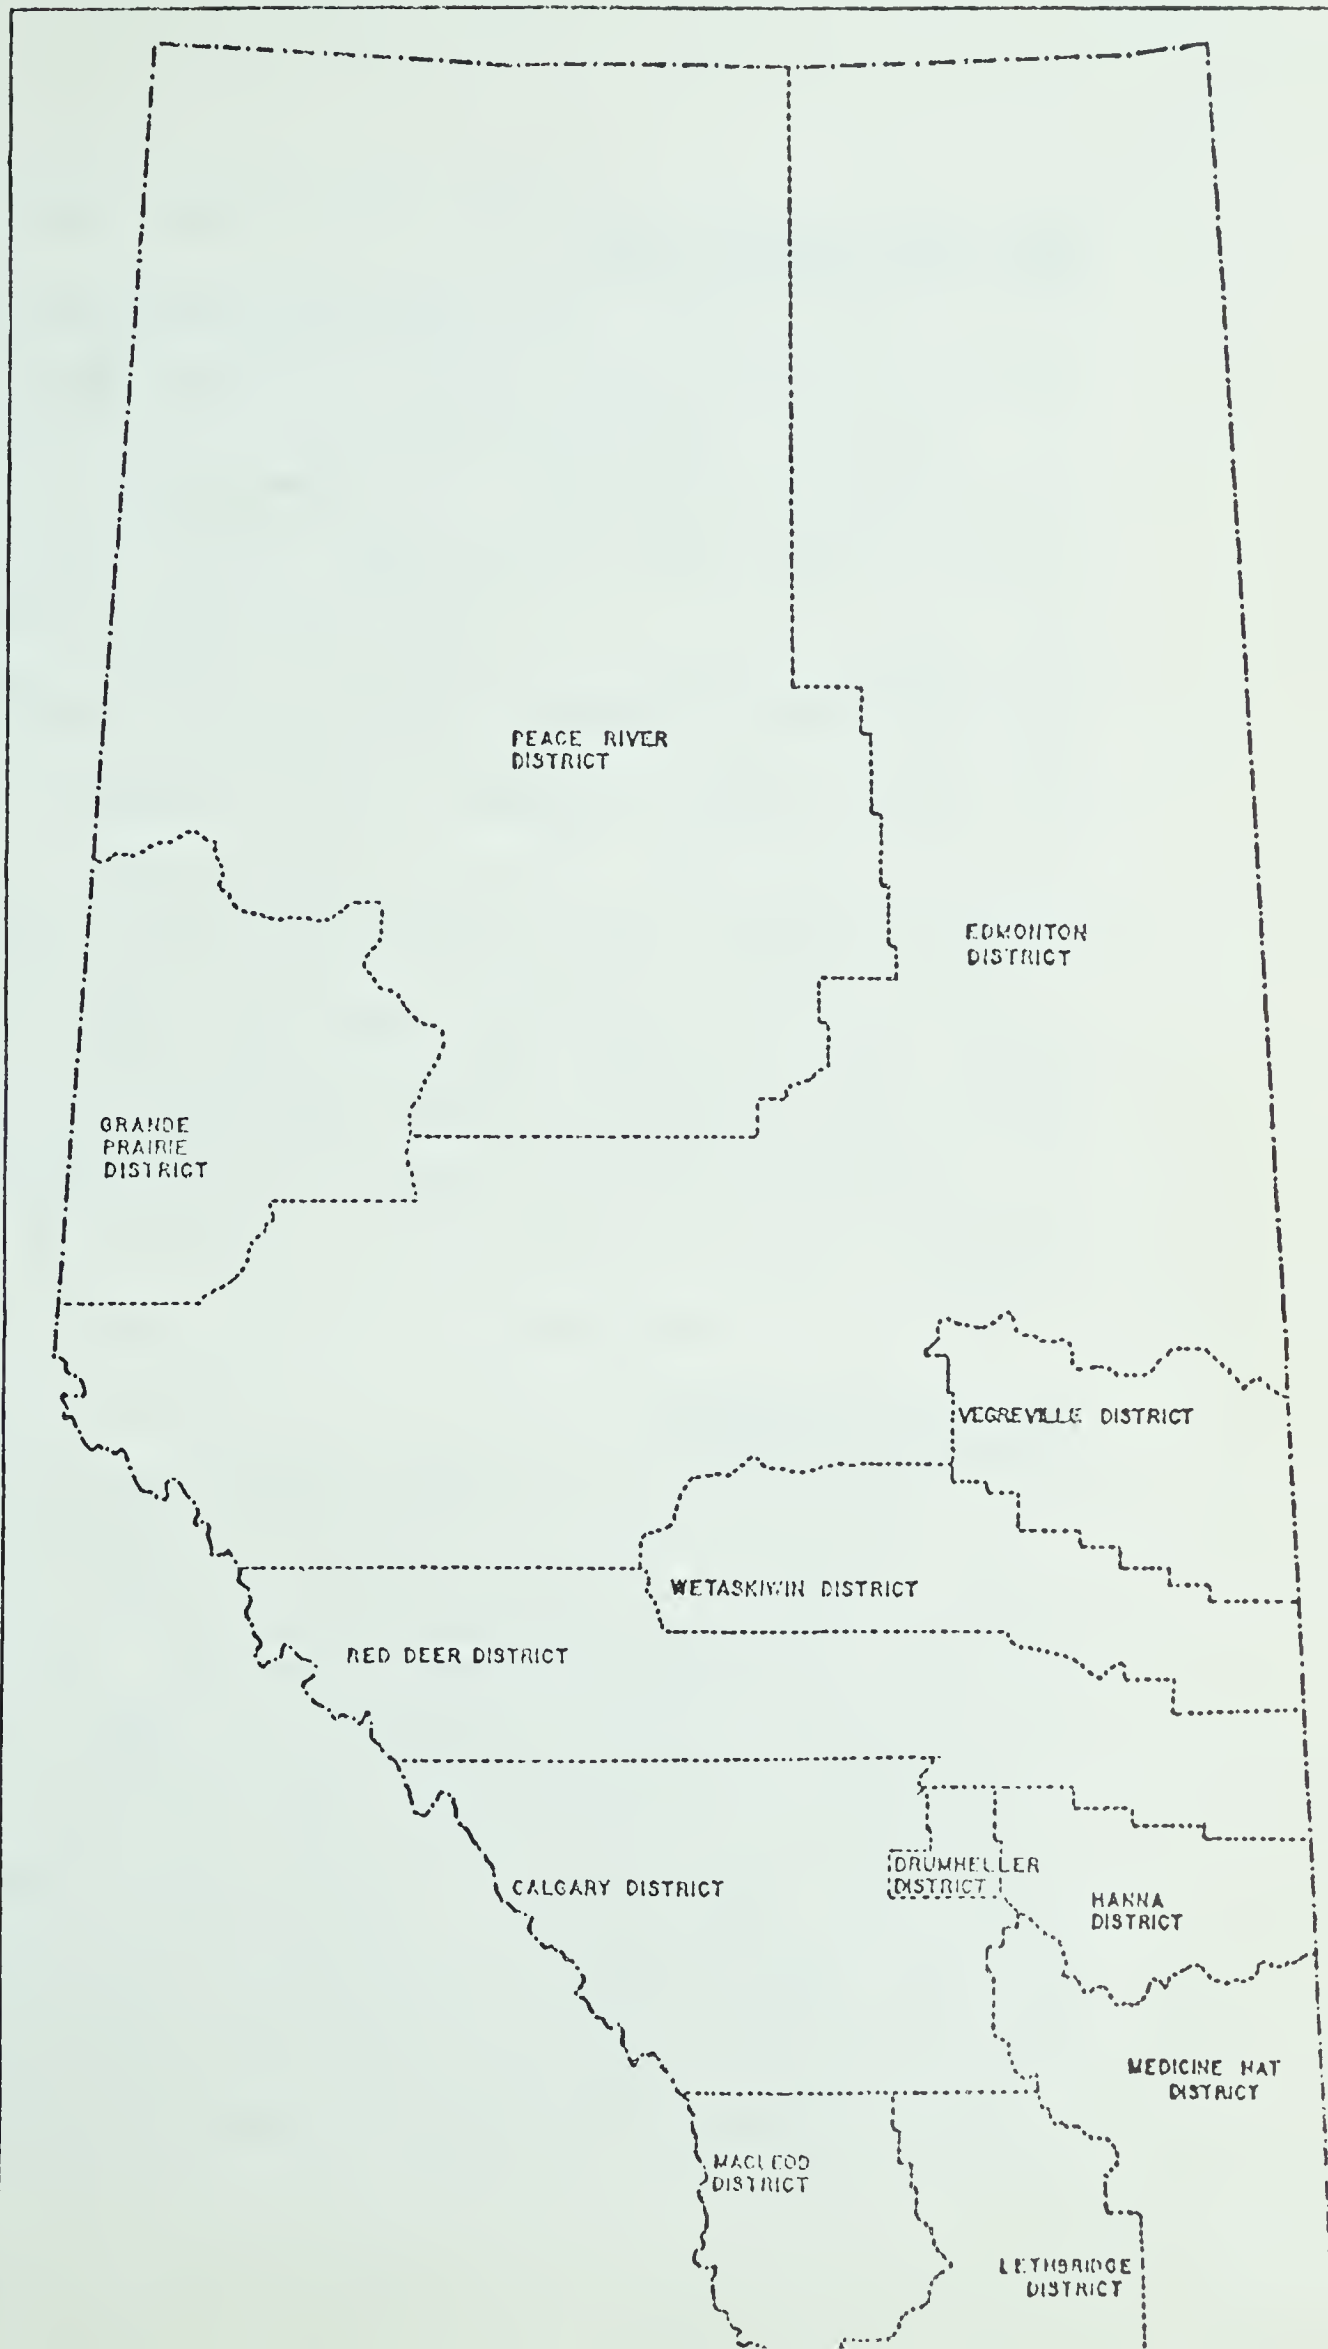 PEACE RIVER
DISTRICT
EDMONTON
DISTRICT
GRANDE
PRAIRIE
DISTRICT
VEGREVILLE DISTRICT
WETASKIWIN DISTRICT
RED DEER DISTRICT
DRUMHELLER
DISTRICT
CALGARY DISTRICT
HANNA
DISTRICT
MEDICINE HAT
DISTRICT
MACLEOD
DISTRICT
LETHBRIDGE
DISTRICT